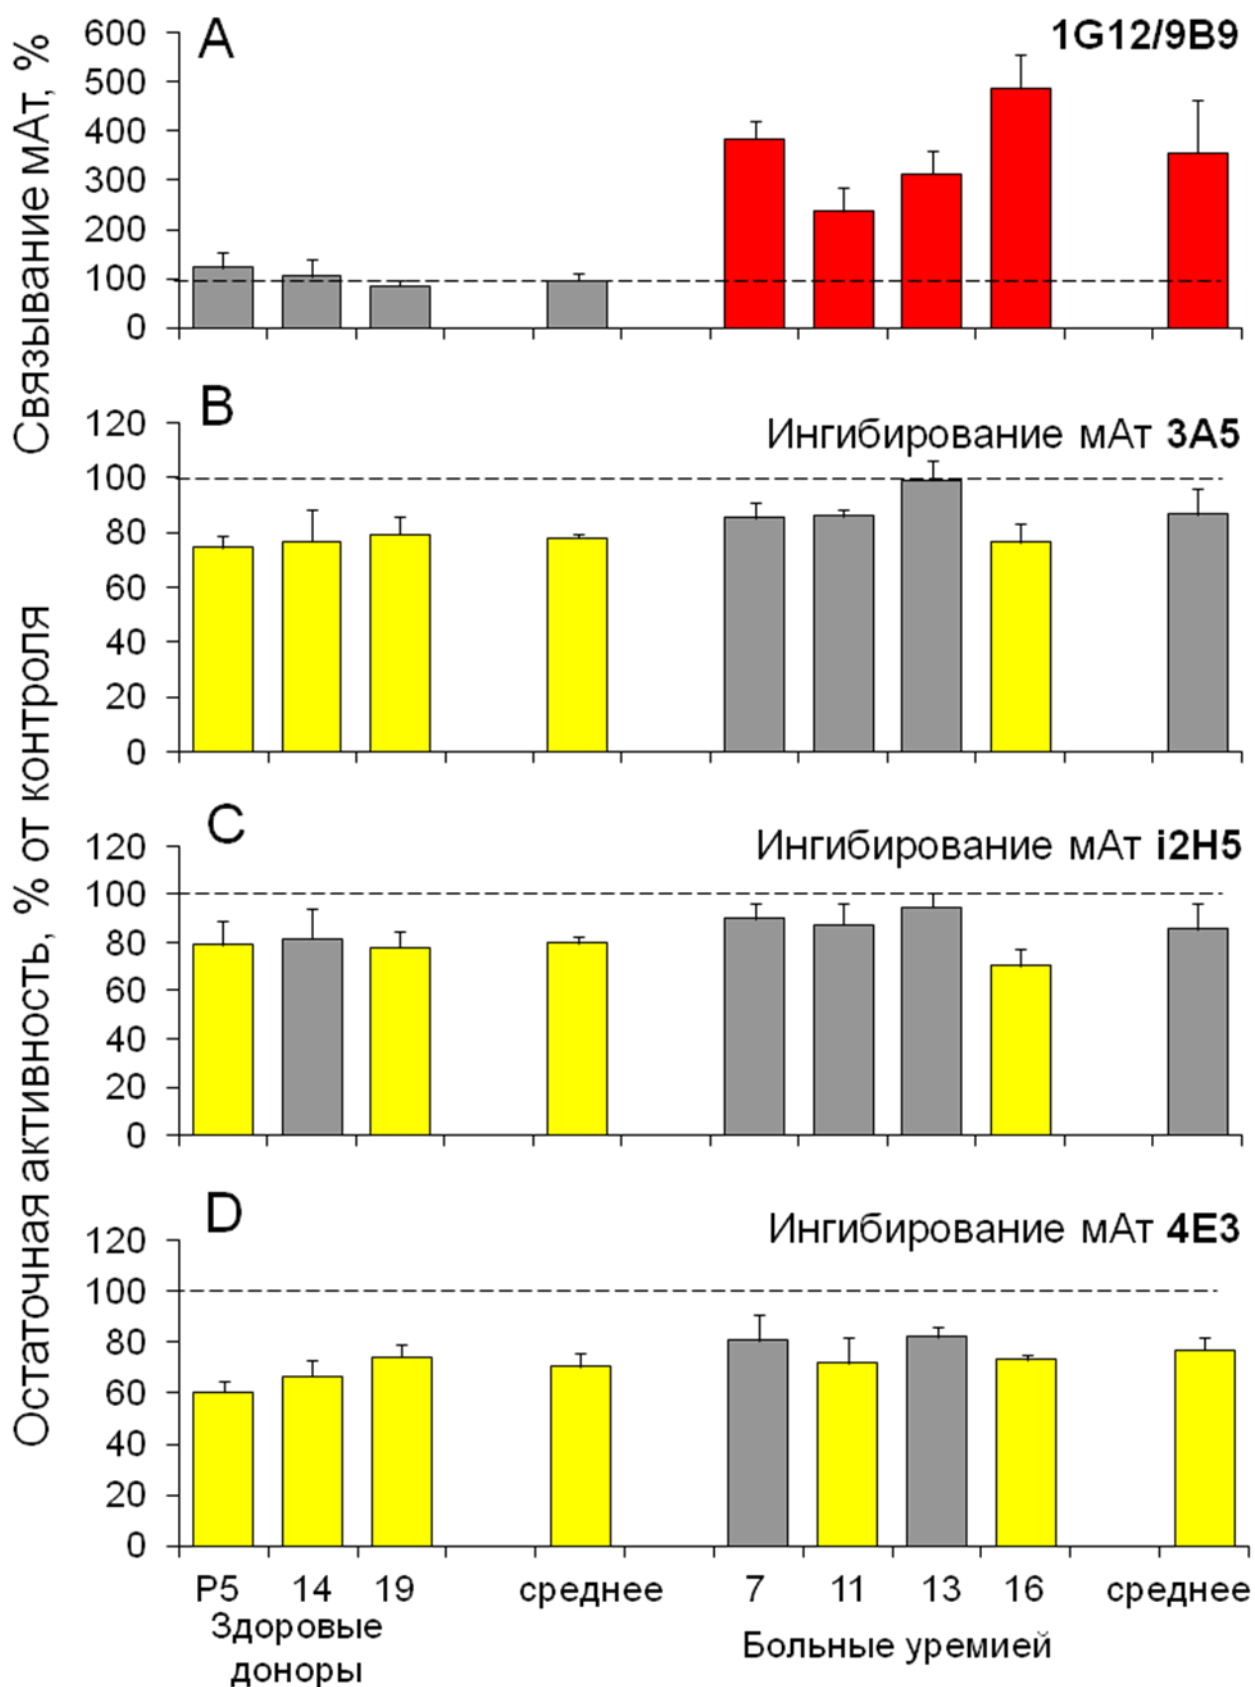 Связывание мАт, %
A
1G12/9B9
600
500
400
300
200
100
0
Остаточная активность, % от контроля
B
Ингибирование мАт 3A5
120
100
80
60
40
20
0
C
Ингибирование мАт i2H5
120
100
80
60
40
20
0
D
Ингибирование мАт 4E3
120
100
80
60
40
20
0
P5 14 19 среднее 7 11 13 16 среднее
Здоровые
доноры
Больные уремией